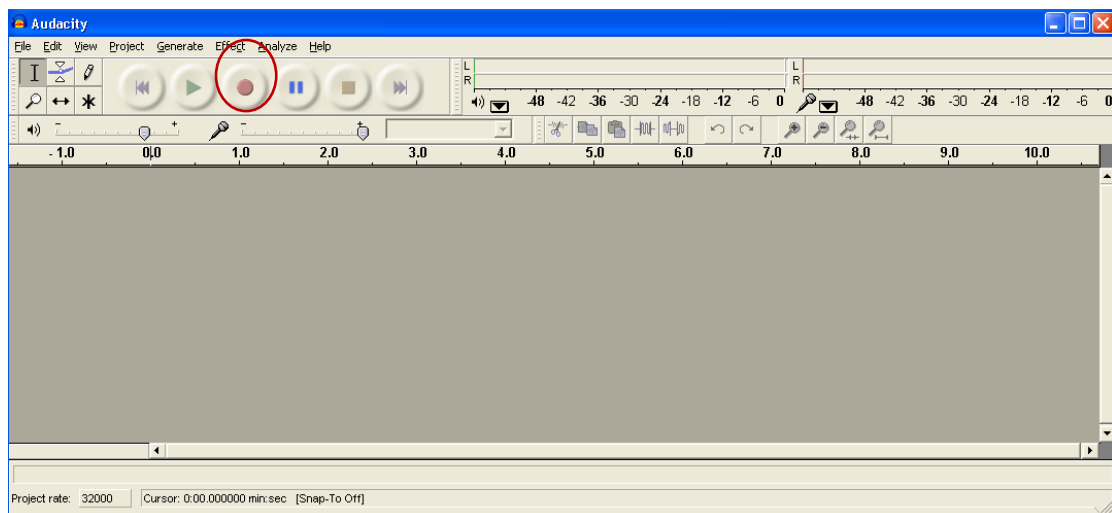 Audacity
File Edit View Project Generate Effect Analyze Help
L L
R R
-48 -42 -36 -30 -24 -18 -12 -6 0 -48 -42 -36 -30 -24 -18 -12 -6 0
- + - +
- 1.0 0.0 1.0 2.0 3.0 4.0 5.0 6.0 7.0 8.0 9.0 10.0
Project rate: 32000 Cursor: 0:00.000000 min:sec [Snap-To Off]